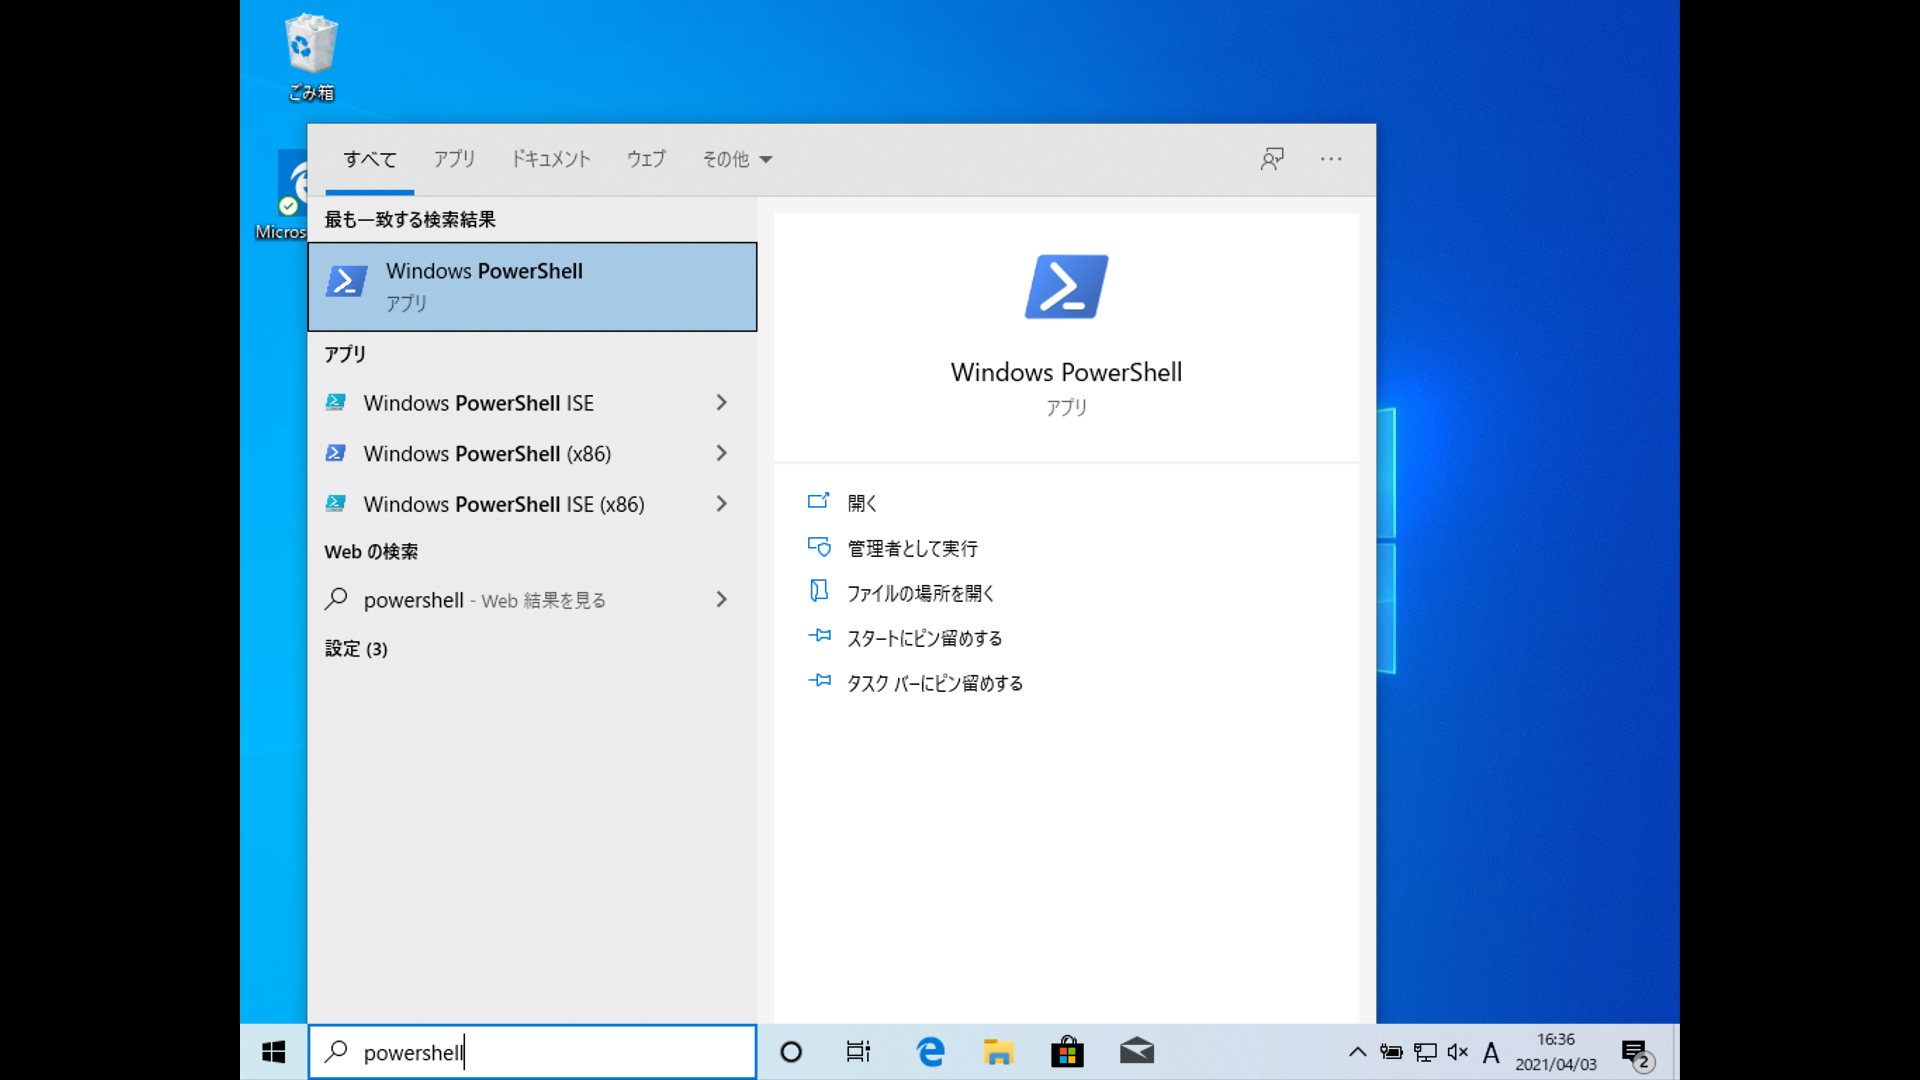 ごみ箱
Micros
すべて アプリ ドキュメント ウェブ その他
最も一致する検索結果
Windows PowerShell
アプリ
アプリ
Windows PowerShell ISE
Windows PowerShell (x86)
Windows PowerShell ISE (x86)
Web の検索
powershell - Web 結果を見る
設定 (3)
Windows PowerShell
アプリ
開く
管理者として実行
ファイルの場所を開く
スタートにピン留めする
タスク バーにピン留めする
powershell
A
16:36
2021/04/03
2